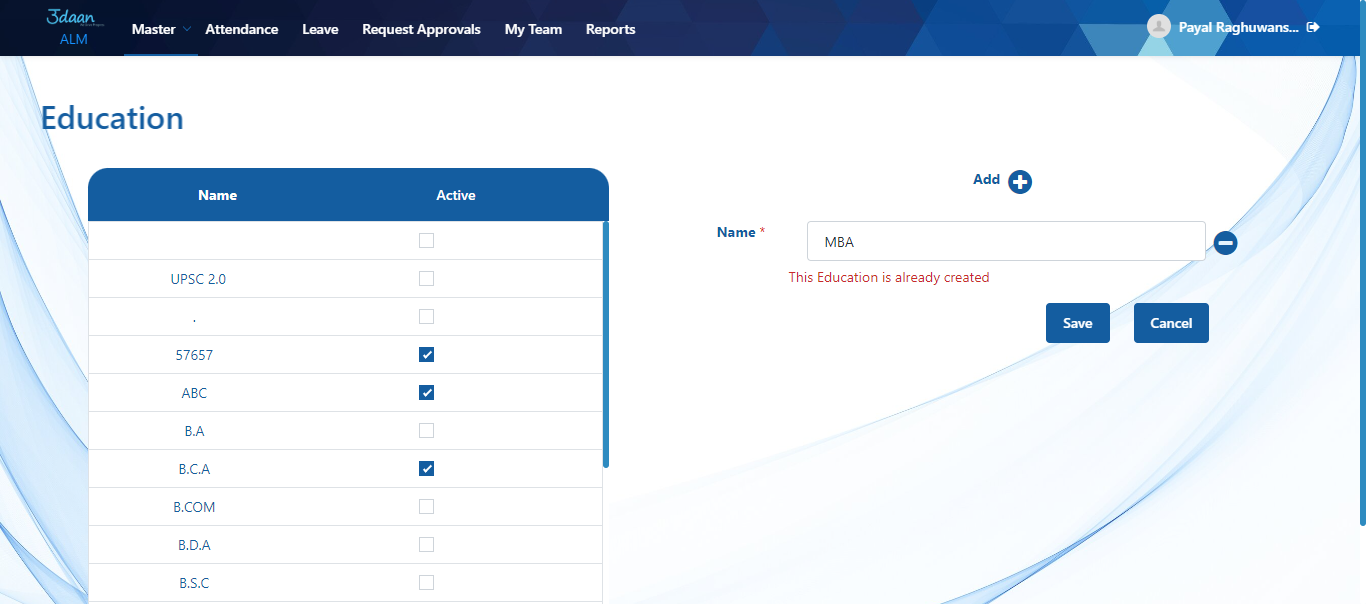 उdaan
ALM
Master Attendance Leave Request Approvals My Team Reports
Payal Raghuwans...
Education
Name Active
UPSC 2.0
.
57657
ABC
B.A
B.C.A
B.COM
B.D.A
B.S.C
Add
Name *
MBA
This Education is already created
Save Cancel